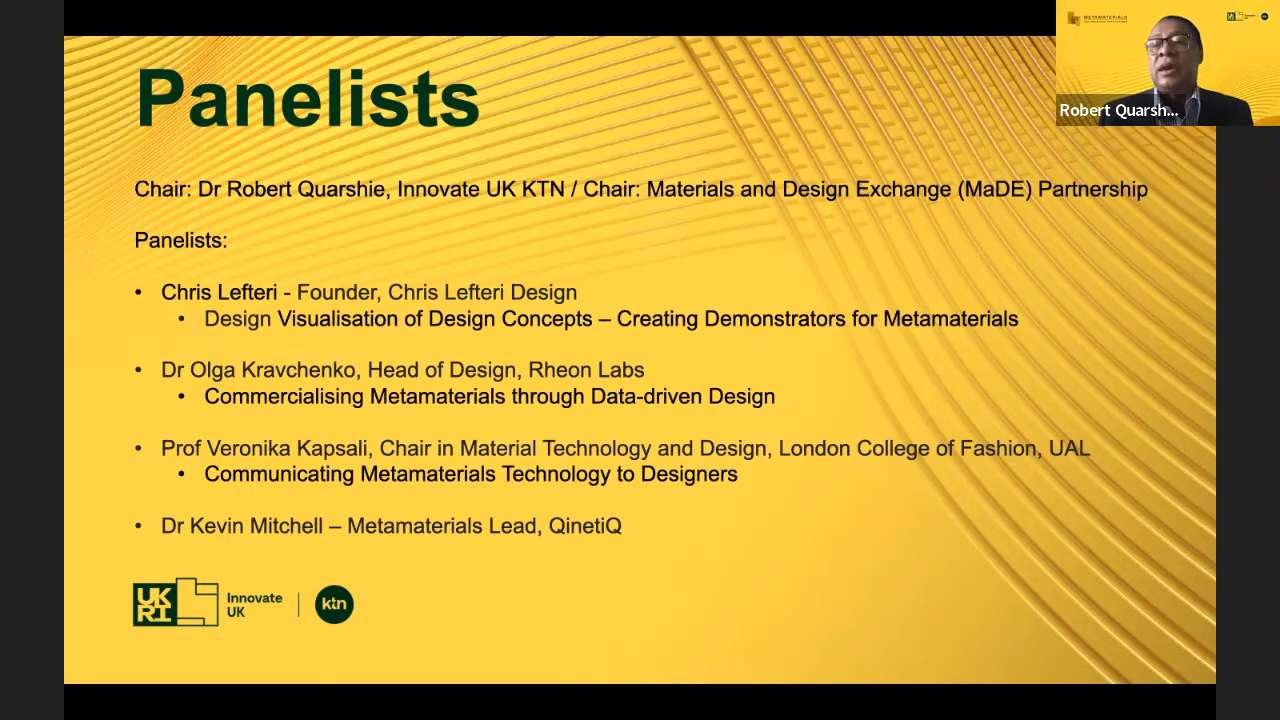 METAMATERIALS
Robert Quarsh...
Panelists
Chair: Dr Robert Quarshie, Innovate UK KTN / Chair: Materials and Design Exchange (MaDE) Partnership
Panelists:
• Chris Lefteri - Founder, Chris Lefteri Design
• Design Visualisation of Design Concepts – Creating Demonstrators for Metamaterials
• Dr Olga Kravchenko, Head of Design, Rheon Labs
• Commercialising Metamaterials through Data-driven Design
• Prof Veronika Kapsali, Chair in Material Technology and Design, London College of Fashion, UAL
• Communicating Metamaterials Technology to Designers
• Dr Kevin Mitchell – Metamaterials Lead, QinetiQ
UK
RI
Innovate
UK
ktn